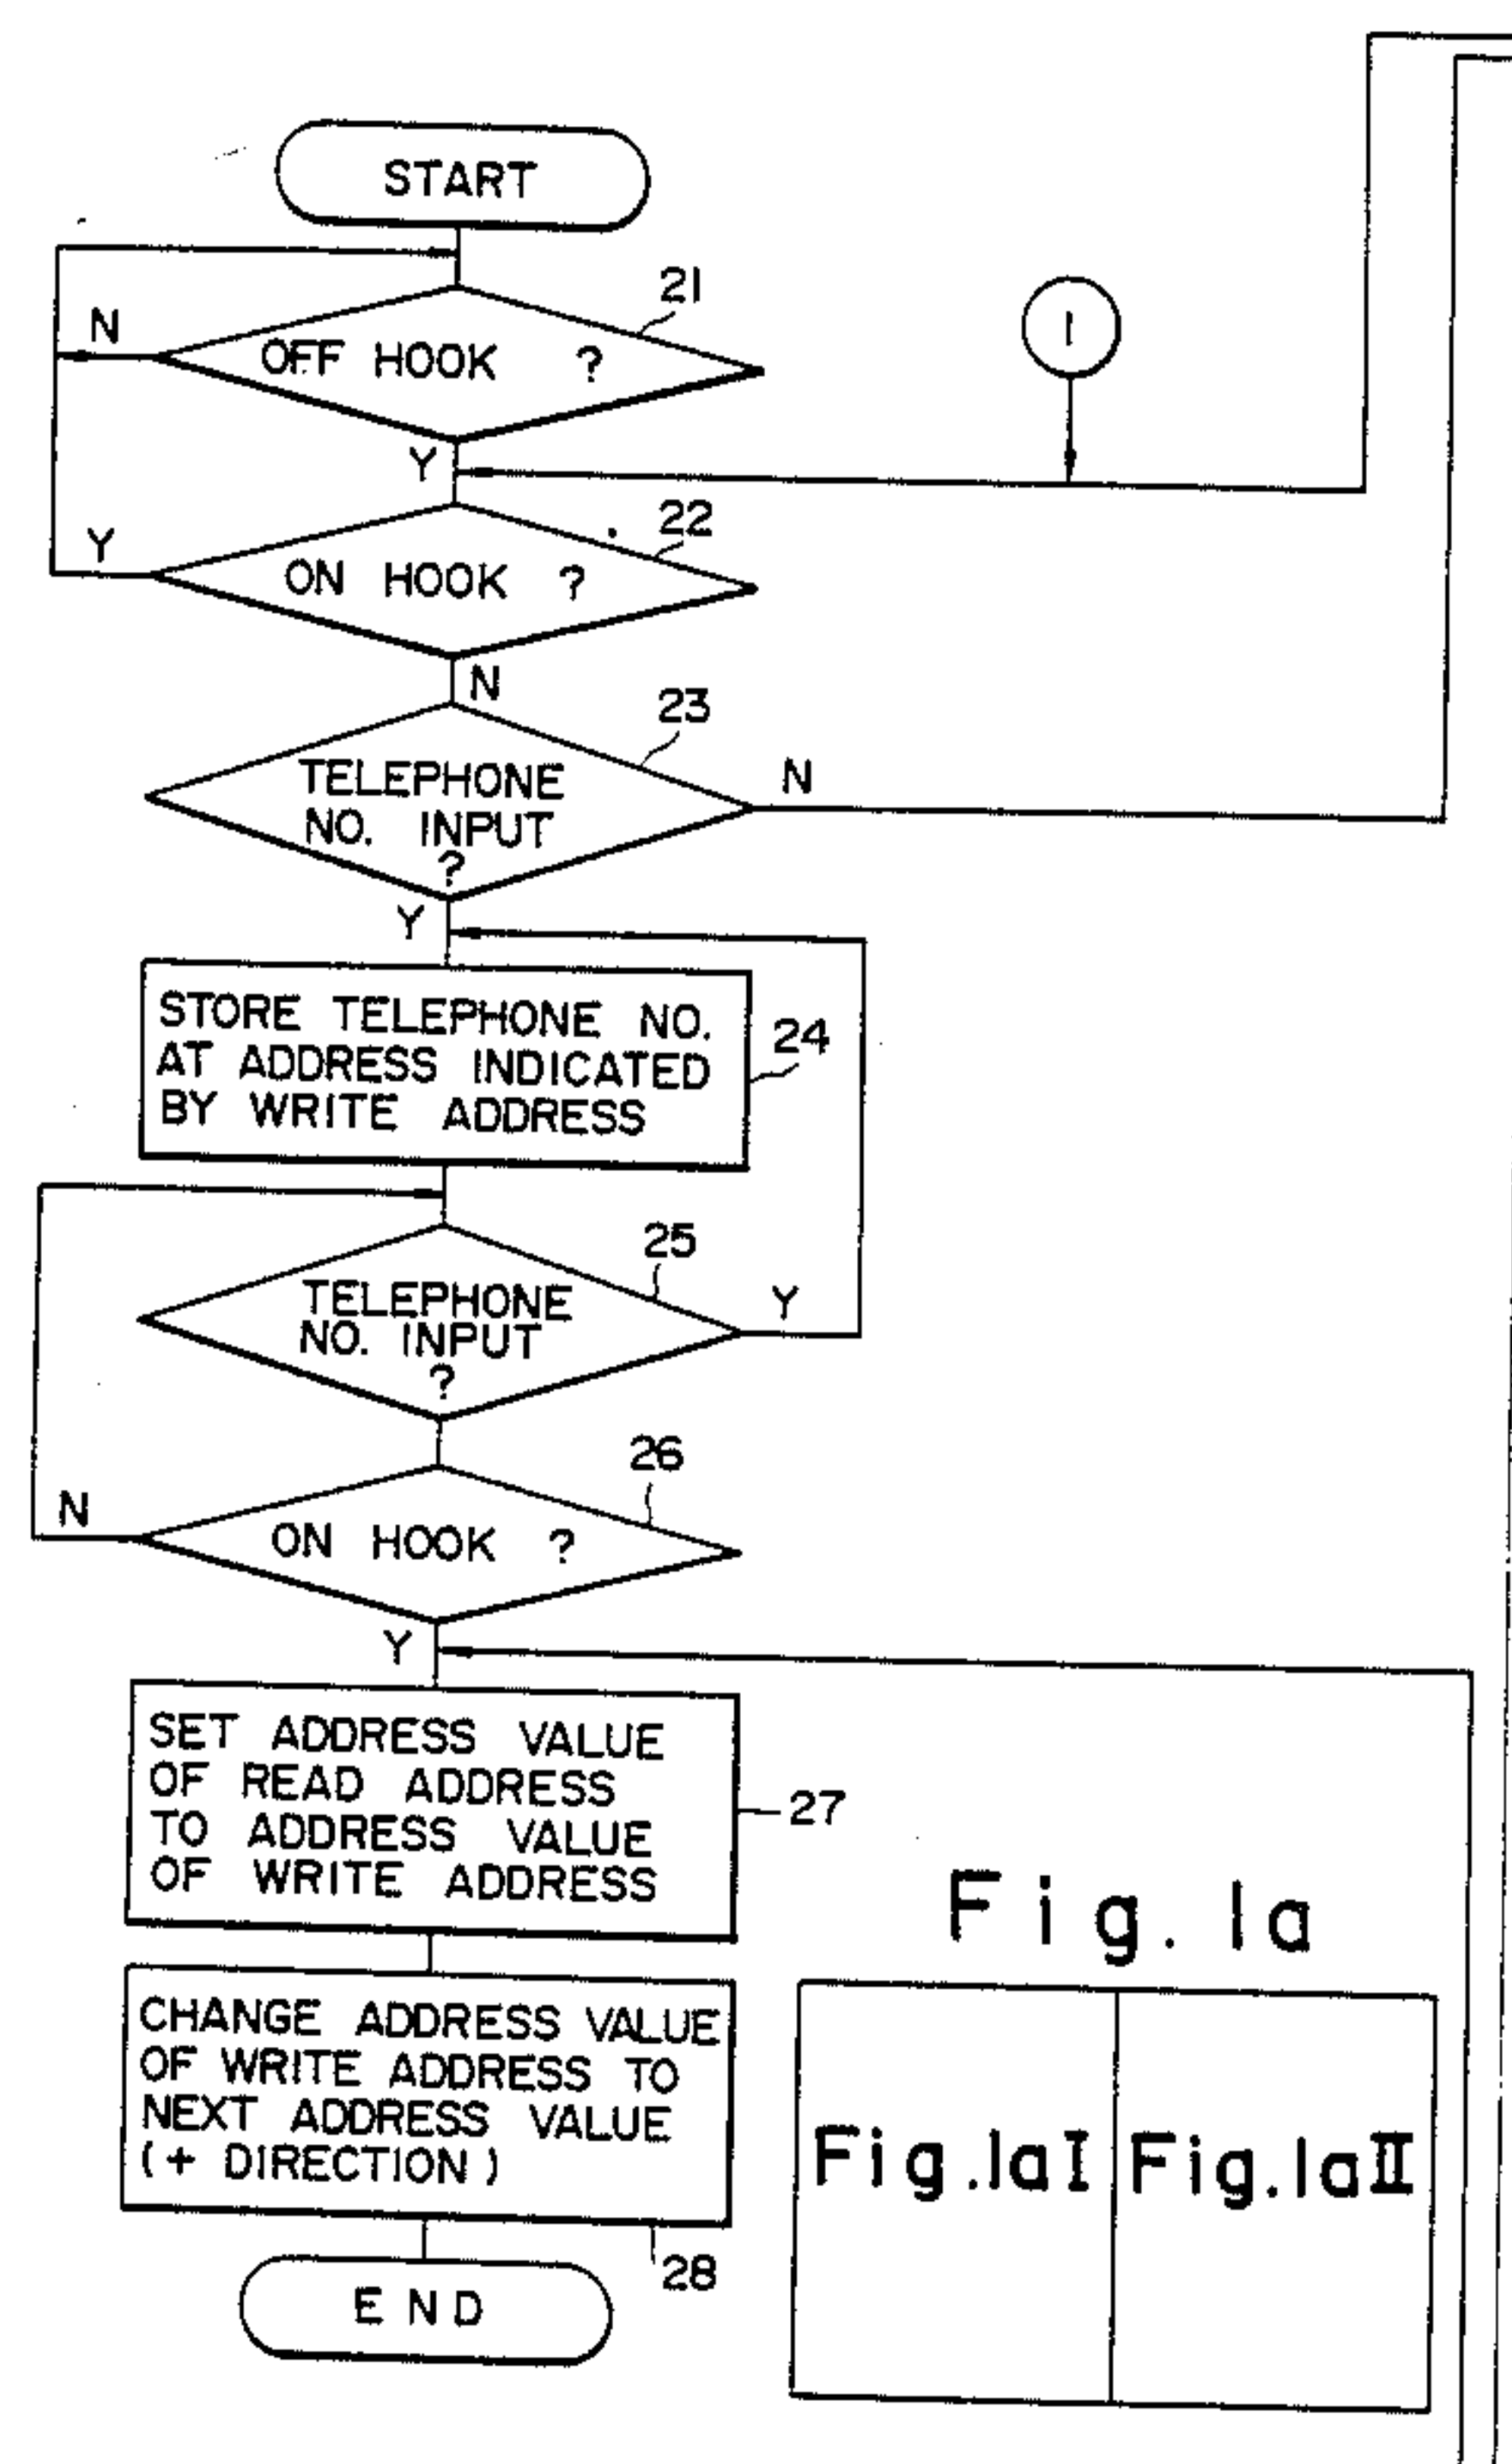 START
21
N
OFF HOOK ?
1
Y
22
Y
ON HOOK ?
N
23
TELEPHONE
NO. INPUT
?
N
Y
STORE TELEPHONE NO.
AT ADDRESS INDICATED
BY WRITE ADDRESS
24
25
TELEPHONE
NO. INPUT
?
Y
26
N
ON HOOK ?
Y
SET ADDRESS VALUE
OF READ ADDRESS
TO ADDRESS VALUE
OF WRITE ADDRESS
27
CHANGE ADDRESS VALUE
OF WRITE ADDRESS TO
NEXT ADDRESS VALUE
(+ DIRECTION)
28
END
Fig. 1a
Fig.1aI
Fig.1aII